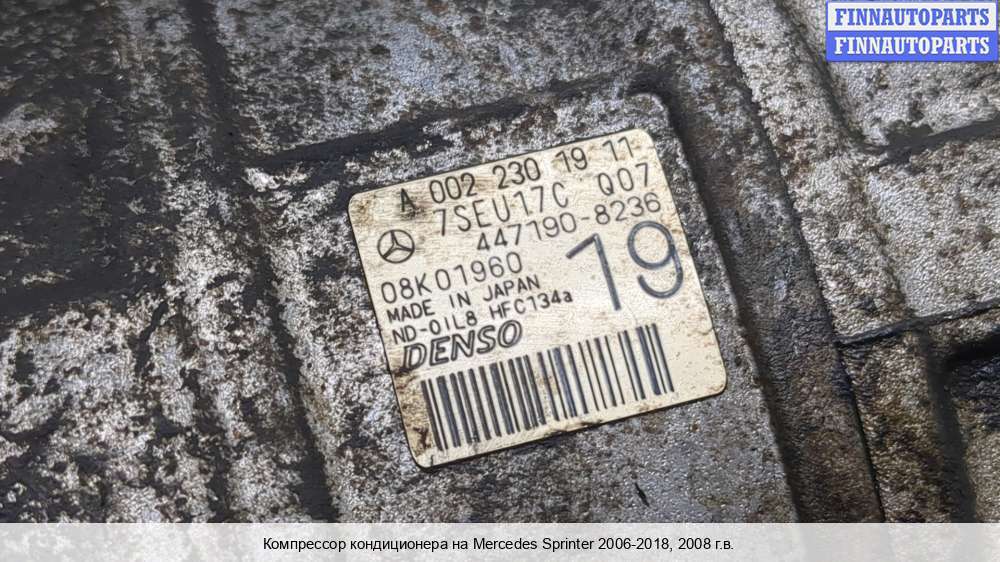 FINNAUTOPARTS
FINNAUTOPARTS
A 002 230 19 11
7SEU17C Q07
447190-8236
08K01960
19
MADE IN JAPAN
ND-OIL8 HFC134a
DENSO
Компрессор кондиционера на Mercedes Sprinter 2006-2018, 2008 г.в.